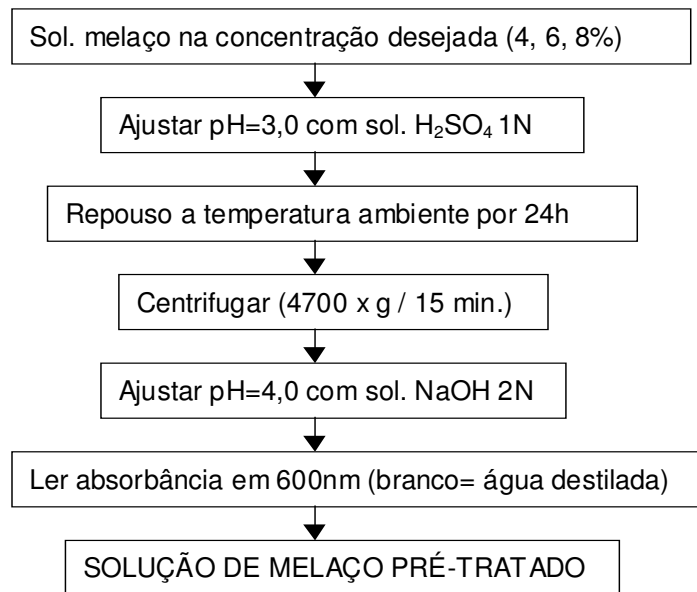 Sol. melaço na concentração desejada (4, 6, 8%)
Ajustar pH=3,0 com sol. H₂SO₄ 1N
Repouso a temperatura ambiente por 24h
Centrifugar (4700 x g / 15 min.)
Ajustar pH=4,0 com sol. NaOH 2N
Ler absorbância em 600nm (branco= água destilada)
SOLUÇÃO DE MELAÇO PRÉ-TRATADO